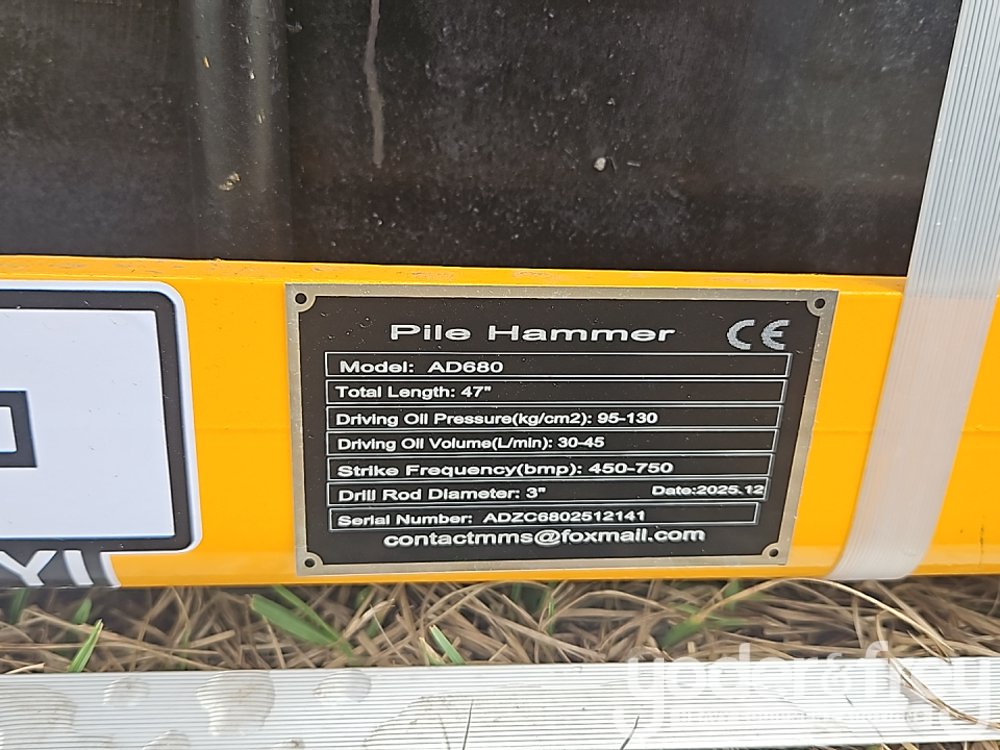 Pile Hammer CE
Model: AD680
Total Length: 47"
Driving Oil Pressure(kg/cm2): 95-130
Driving Oil Volume(L/min): 30-45
Strike Frequency(bmp): 450-750
Drill Rod Diameter: 3" Date:2025.12
Serial Number: ADZC6802512141
contactmms@foxmail.com
yoder&frey